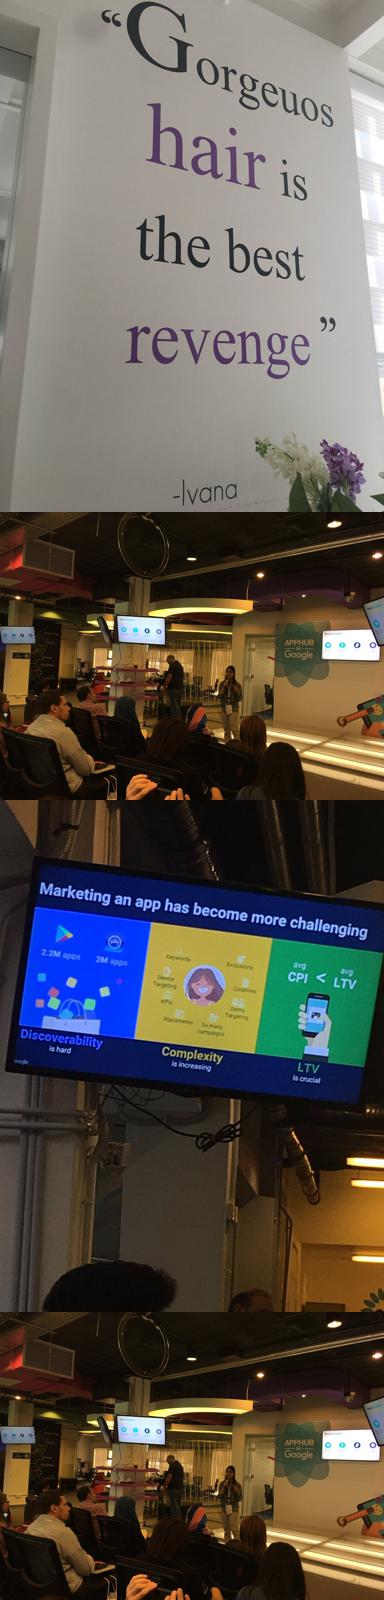 “Gorgeuos
hair is
the best
revenge”
-Ivana
APPHUB
BY
Google
Marketing an app has become more challenging
2.2M apps
2M apps
Discoverability
is hard
Keywords
Exclusions
Device
Targeting
Creatives
KPIs
Demo
Targeting
Placements
So many
campaigns
Complexity
is increasing
avg
CPI
<
avg
LTV
LTV
is crucial
APPHUB
BY
Google